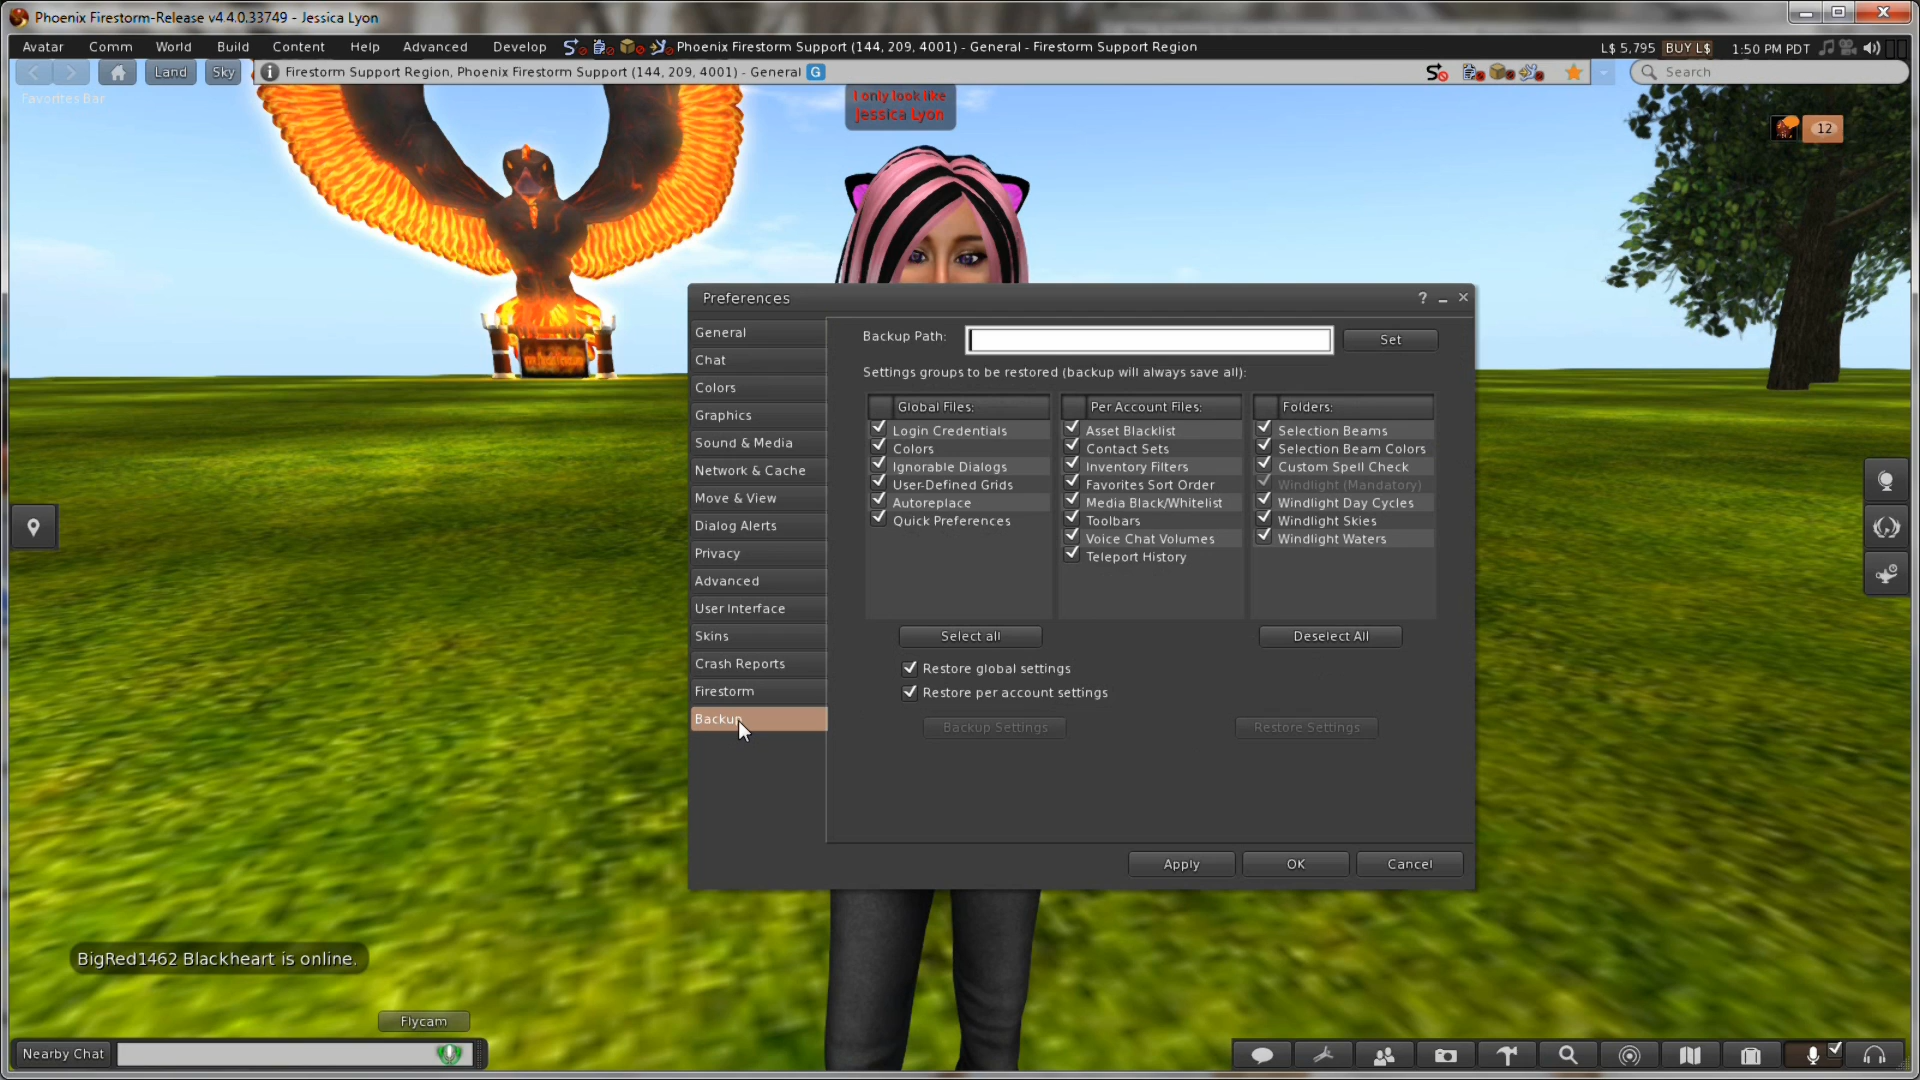 Phoenix Firestorm-Release v4.4.0.33749 - Jessica Lyon
Avatar Comm World Build Content Help Advanced Develop Phoenix Firestorm Support (144, 209, 4001) - General - Firestorm Support Region L$ 5,795 BUY L$ 1:50 PM PDT
Land Sky Firestorm Support Region, Phoenix Firestorm Support (144, 209, 4001) - General G Search
Favorites Bar
I only look like
Jessica Lyon
12
Preferences ?
General
Chat
Colors
Graphics
Sound & Media
Network & Cache
Move & View
Dialog Alerts
Privacy
Advanced
User Interface
Skins
Crash Reports
Firestorm
Backup
Backup Path: Set
Settings groups to be restored (backup will always save all):
Global Files:
Login Credentials
Colors
Ignorable Dialogs
User-Defined Grids
Autoreplace
Quick Preferences
Per Account Files:
Asset Blacklist
Contact Sets
Inventory Filters
Favorites Sort Order
Media Black/Whitelist
Toolbars
Voice Chat Volumes
Teleport History
Folders:
Selection Beams
Selection Beam Colors
Custom Spell Check
Windlight (Mandatory)
Windlight Day Cycles
Windlight Skies
Windlight Waters
Select all Deselect All
Restore global settings
Restore per account settings
Backup Settings Restore Settings
Apply OK Cancel
BigRed1462 Blackheart is online.
Flycam
Nearby Chat